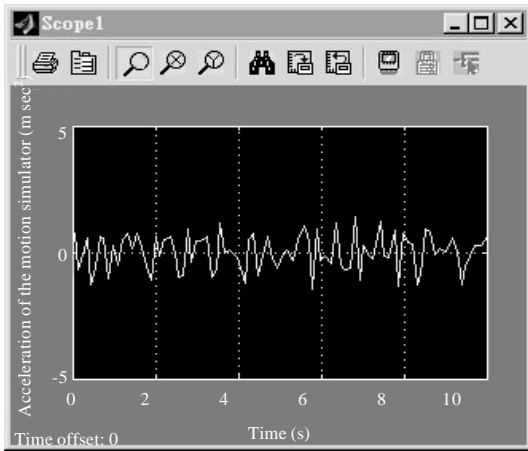 Scope1
Acceleration of the motion simulator (m sec²)
5
0
-5
0 2 4 6 8 10
Time (s)
Time offset: 0